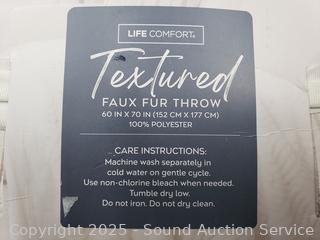 LIFE COMFORT®
Textured
FAUX FUR THROW
60 IN X 70 IN (152 CM X 177 CM)
100% POLYESTER
CARE INSTRUCTIONS:
Machine wash separately in
cold water on gentle cycle.
Use non-chlorine bleach when needed.
Tumble dry low.
Do not iron. Do not dry clean.
Copyright © 2025 - Sound Auction Service